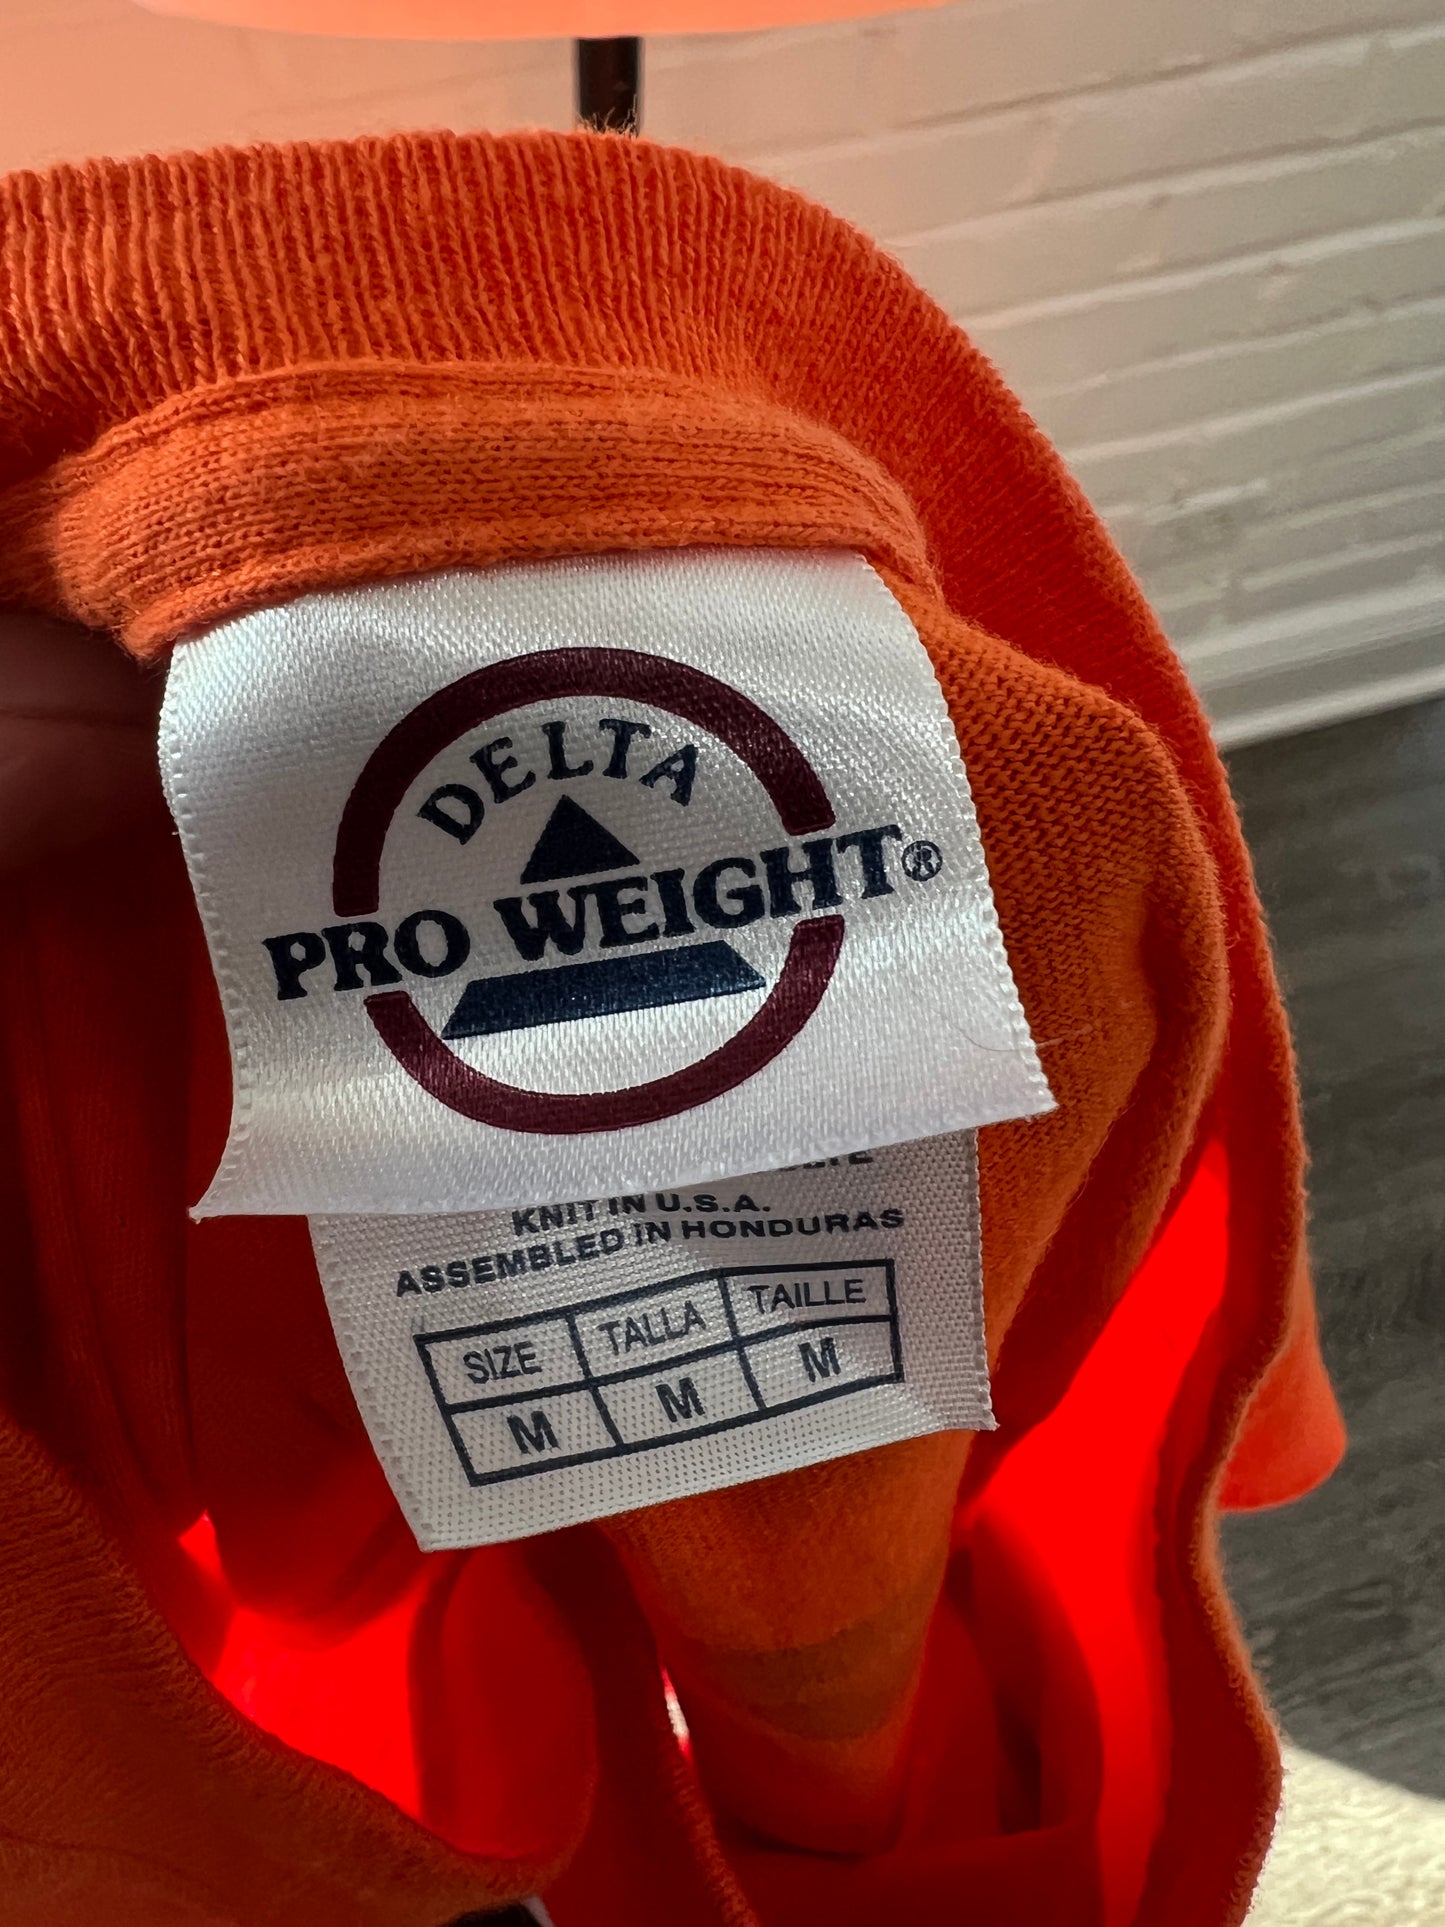 DELTA
PRO WEIGHT®
KNIT IN U.S.A.
ASSEMBLED IN HONDURAS
SIZE TALLA TAILLE
M M M